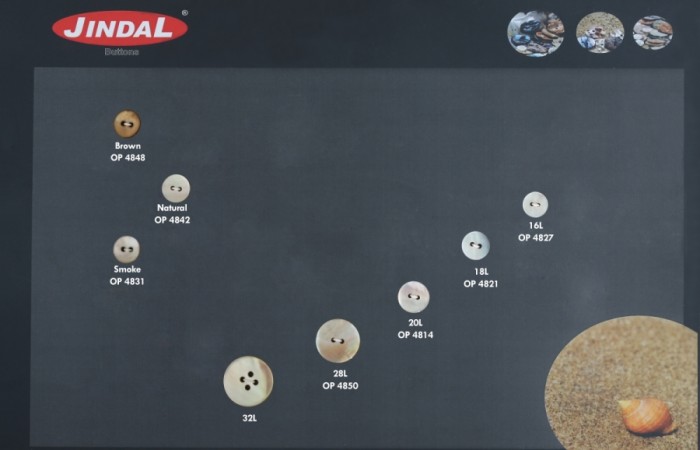 JINDAL®
Buttons
Brown
OP 4848
Natural
OP 4842
Smoke
OP 4831
16L
OP 4827
18L
OP 4821
20L
OP 4814
28L
OP 4850
32L